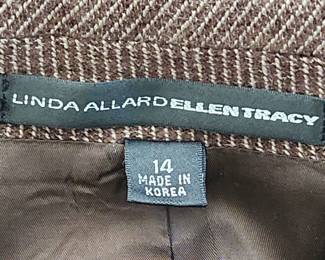 LINDA ALLARD ELLEN TRACY
14
MADE IN
KOREA